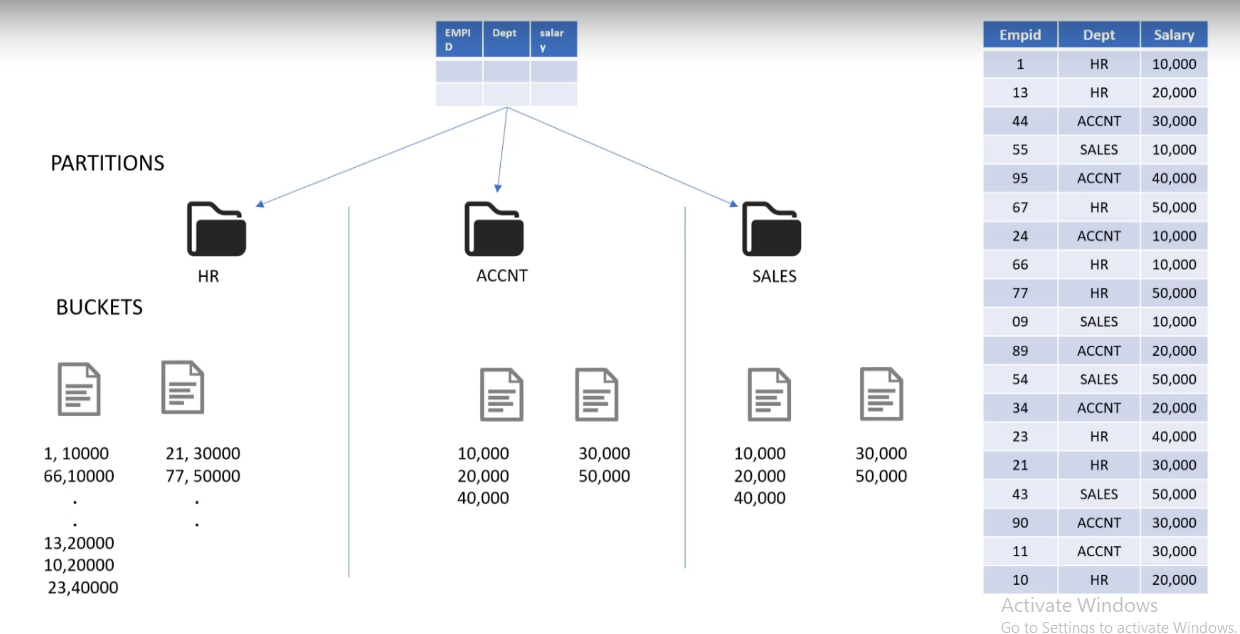 EMPI
D
Dept
salar
y
PARTITIONS
HR
ACCNT
SALES
BUCKETS
1, 10000
66,10000
.
.
13,20000
10,20000
23,40000
21, 30000
77, 50000
.
.
10,000
20,000
40,000
30,000
50,000
10,000
20,000
40,000
30,000
50,000
Empid Dept Salary
1 HR 10,000
13 HR 20,000
44 ACCNT 30,000
55 SALES 10,000
95 ACCNT 40,000
67 HR 50,000
24 ACCNT 10,000
66 HR 10,000
77 HR 50,000
09 SALES 10,000
89 ACCNT 20,000
54 SALES 50,000
34 ACCNT 20,000
23 HR 40,000
21 HR 30,000
43 SALES 50,000
90 ACCNT 30,000
11 ACCNT 30,000
10 HR 20,000
Activate Windows
Go to Settings to activate Windows.